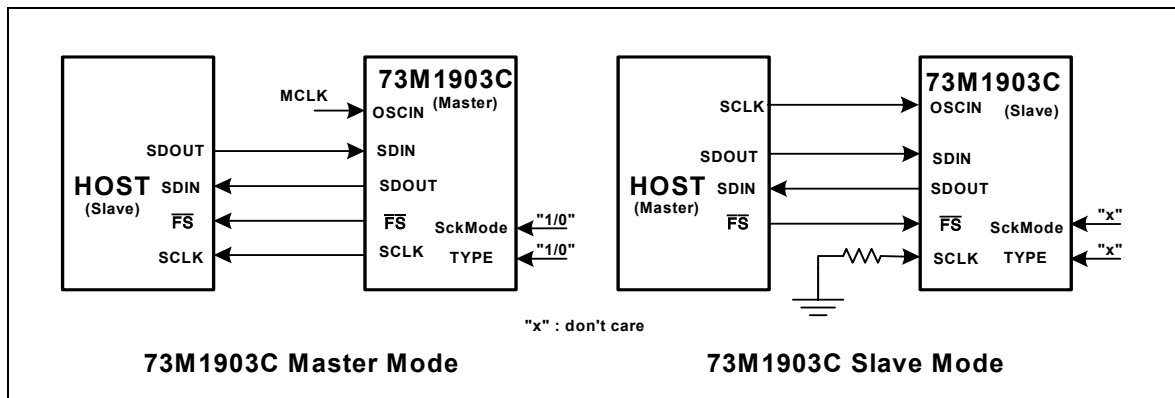 73M1903C
(Master)
MCLK
OSCIN
SDOUT
SDIN
HOST
(Slave)
SDIN
SDOUT
FS
FS
SckMode
"1/0"
SCLK
SCLK
TYPE
"1/0"
73M1903C Master Mode
73M1903C
(Slave)
SCLK
OSCIN
SDOUT
SDIN
HOST
(Master)
SDIN
SDOUT
FS
FS
SckMode
"x"
SCLK
TYPE
"x"
"x" : don't care
73M1903C Slave Mode